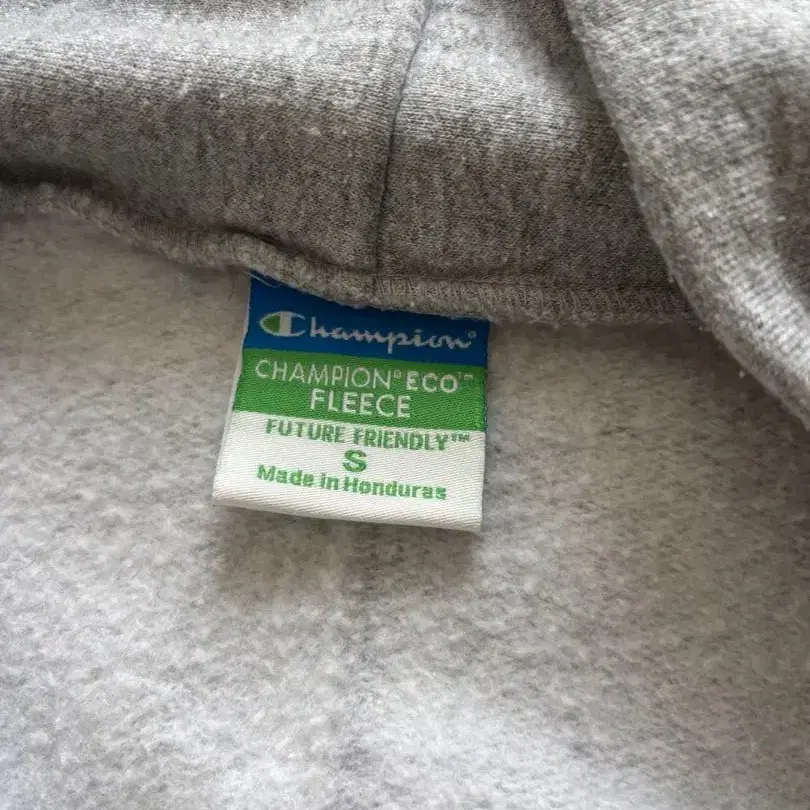 Champion®
CHAMPION® ECO™
FLEECE
FUTURE FRIENDLY™
S
Made in Honduras